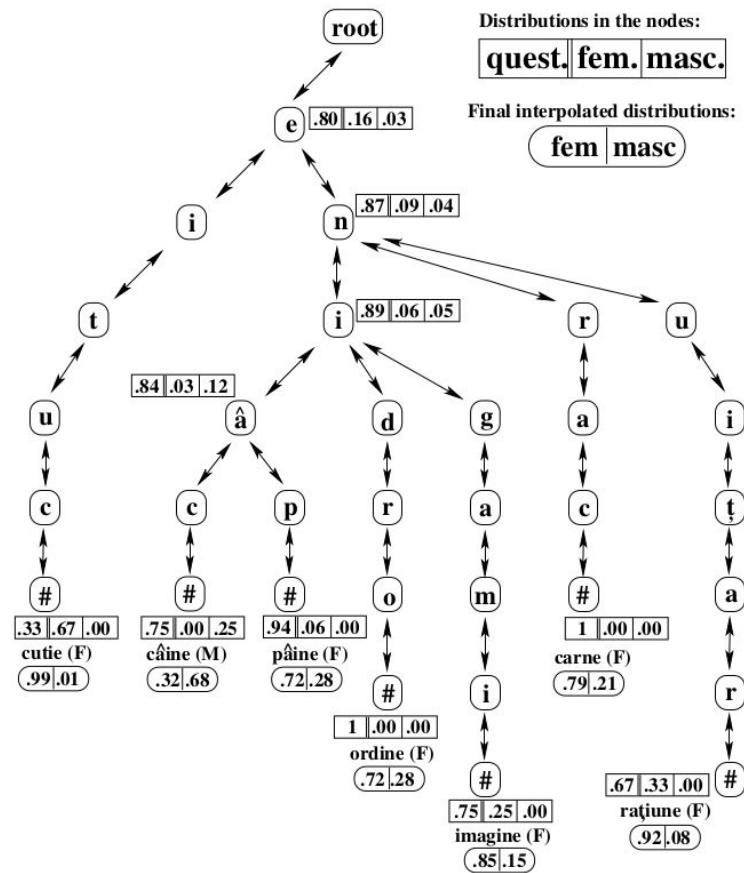 root
Distributions in the nodes:
quest. fem. masc.
Final interpolated distributions:
fem masc
e .80 .16 .03
i n .87 .09 .04
t i .89 .06 .05 r u
.84 .03 .12
u â d g a i
c c p r a c ț
# # # o m # a
.33 .67 .00 .75 .00 .25 .94 .06 .00 1 .00 .00
cutie (F) câine (M) pâine (F) carne (F)
.99 .01 .32 .68 .72 .28 .79 .21
# i r
1 .00 .00
ordine (F)
.72 .28
# #
.75 .25 .00 .67 .33 .00
imagine (F) rațiune (F)
.85 .15 .92 .08